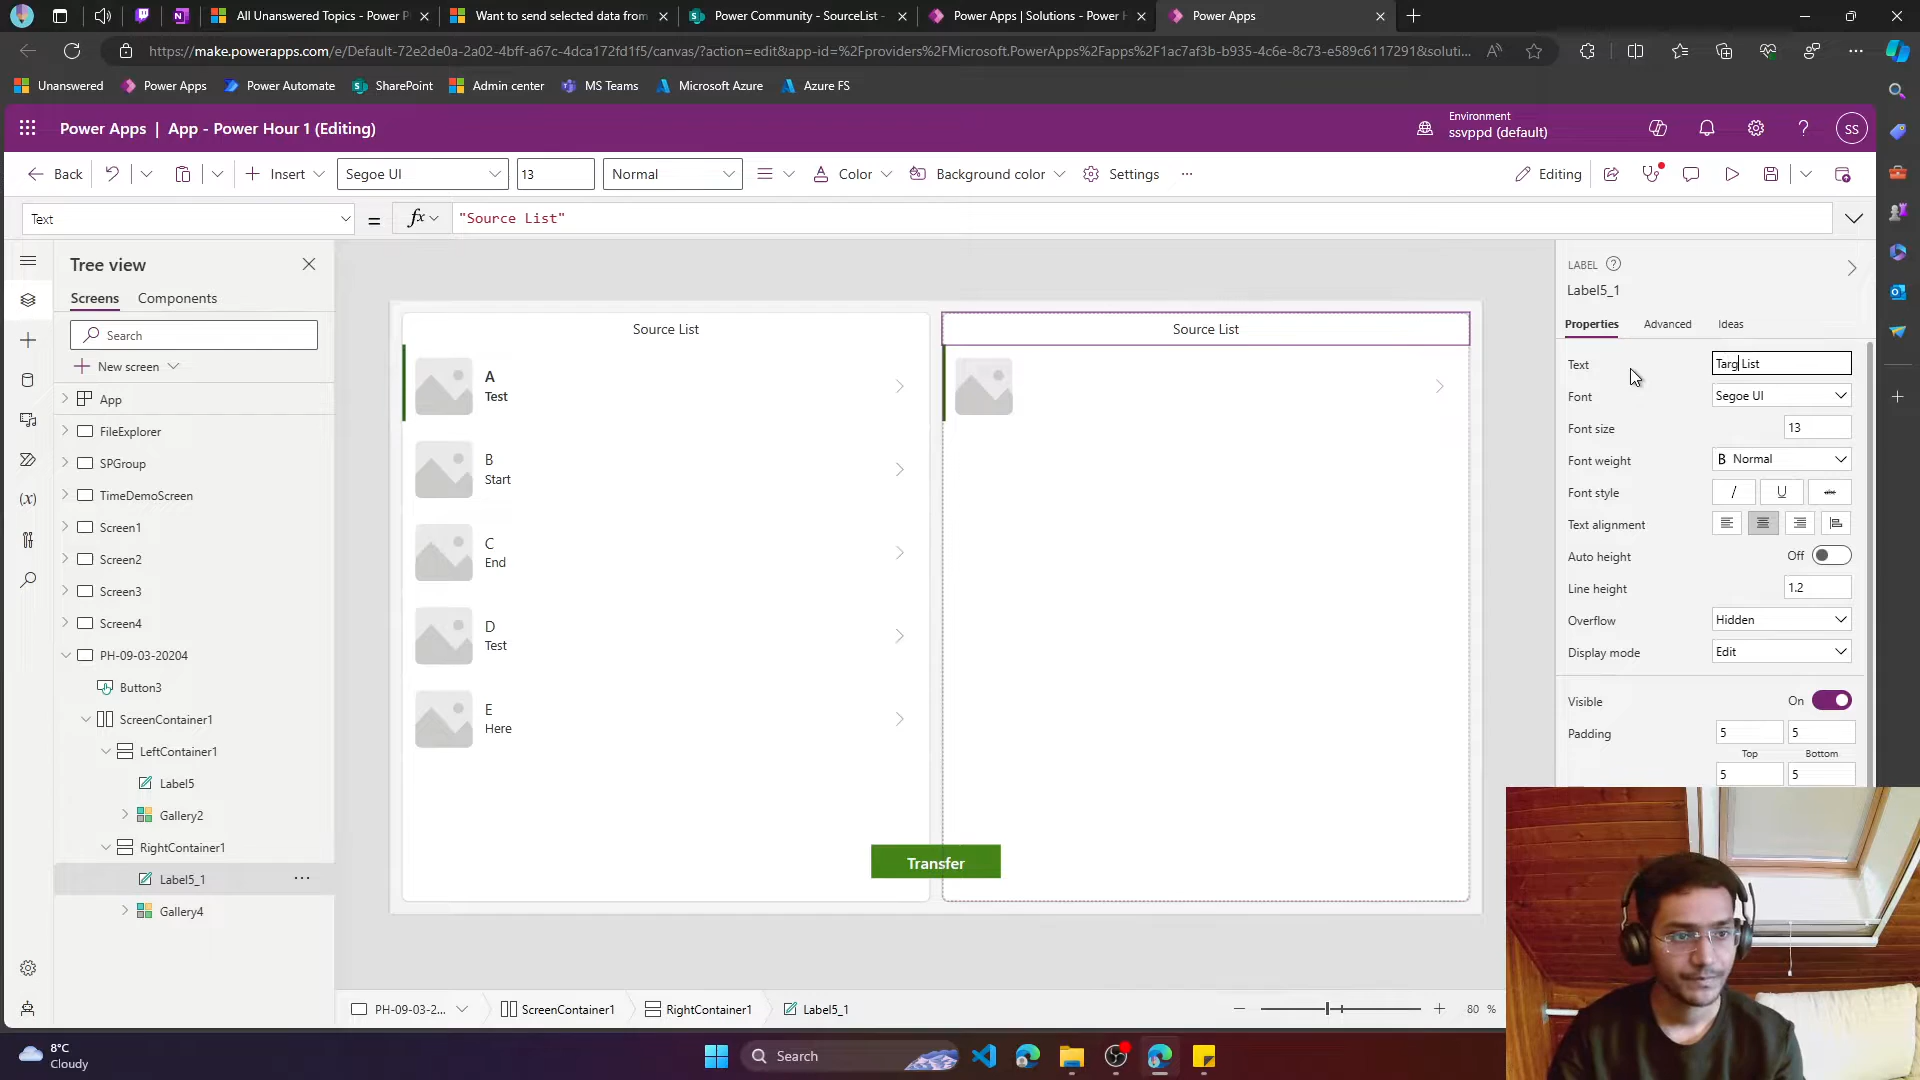 All Unanswered Topics - Power P
Want to send selected data from
Power Community - SourceList -
Power Apps | Solutions - Power H
Power Apps
https://make.powerapps.com/e/Default-72e2de0a-2a02-4bff-a67c-4dca172fd1f5/canvas/?action=edit&app-id=%2Fproviders%2FMicrosoft.PowerApps%2Fapps%2F1ac7af3b-b935-4c6e-8c73-e589c6117291&soluti...
Unanswered
Power Apps
Power Automate
SharePoint
Admin center
MS Teams
Microsoft Azure
Azure FS
Power Apps | App - Power Hour 1 (Editing)
Environment
ssvppd (default)
SS
Back
Insert
Segoe UI
13
Normal
Color
Background color
Settings
Editing
Text
= fx "Source List"
Tree view
Screens
Components
Search
New screen
App
FileExplorer
SPGroup
TimeDemoScreen
Screen1
Screen2
Screen3
Screen4
PH-09-03-20204
Button3
ScreenContainer1
LeftContainer1
Label5
Gallery2
RightContainer1
Label5_1
Gallery4
Source List
A
Test
B
Start
C
End
D
Test
E
Here
Source List
Transfer
LABEL
Label5_1
Properties
Advanced
Ideas
Text
Targ List
Font
Segoe UI
Font size
13
Font weight
B Normal
Font style
/ U abc
Text alignment
Auto height
Off
Line height
1.2
Overflow
Hidden
Display mode
Edit
Visible
On
Padding
5
5
Top
Bottom
5
5
PH-09-03-2...
ScreenContainer1
RightContainer1
Label5_1
80 %
8°C
Cloudy
Search